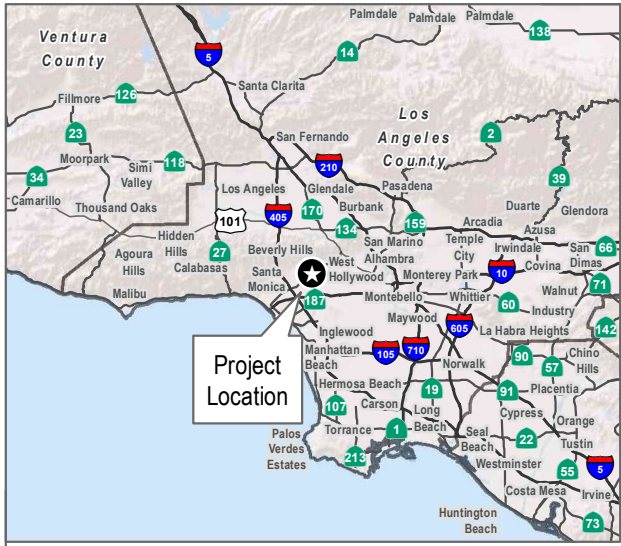 Palmdale
Palmdale
Palmdale
138
Ventura
County
5
14
Santa Clarita
126
Fillmore
Los
Angeles
County
23
San Fernando
2
Moorpark
118
210
34
Simi
Valley
39
Los Angeles
Glendale
Pasadena
Camarillo
Thousand Oaks
101
405
170
Burbank
159
Duarte
Glendora
Arcadia
Azusa
134
Hidden
Hills
27
Beverly Hills
West
Hollywood
San Marino
Alhambra
Temple
City
Irwindale
San
Dimas
66
Agoura
Hills
Calabasas
Santa
Monica
Monterey Park
10
Covina
Malibu
187
Montebello
Whittier
60
Walnut
71
Industry
Maywood
605
Inglewood
La Habra Heights
142
Project
Location
Manhattan
Beach
105
710
90
Chino
Hills
Norwalk
57
Hermosa Beach
19
91
Placentia
107
Carson
Long
Beach
Cypress
Orange
Torrance
1
Seal
Beach
22
Tustin
Palos
Verdes
Estates
213
Westminster
55
5
Costa Mesa
Irvine
Huntington
Beach
73